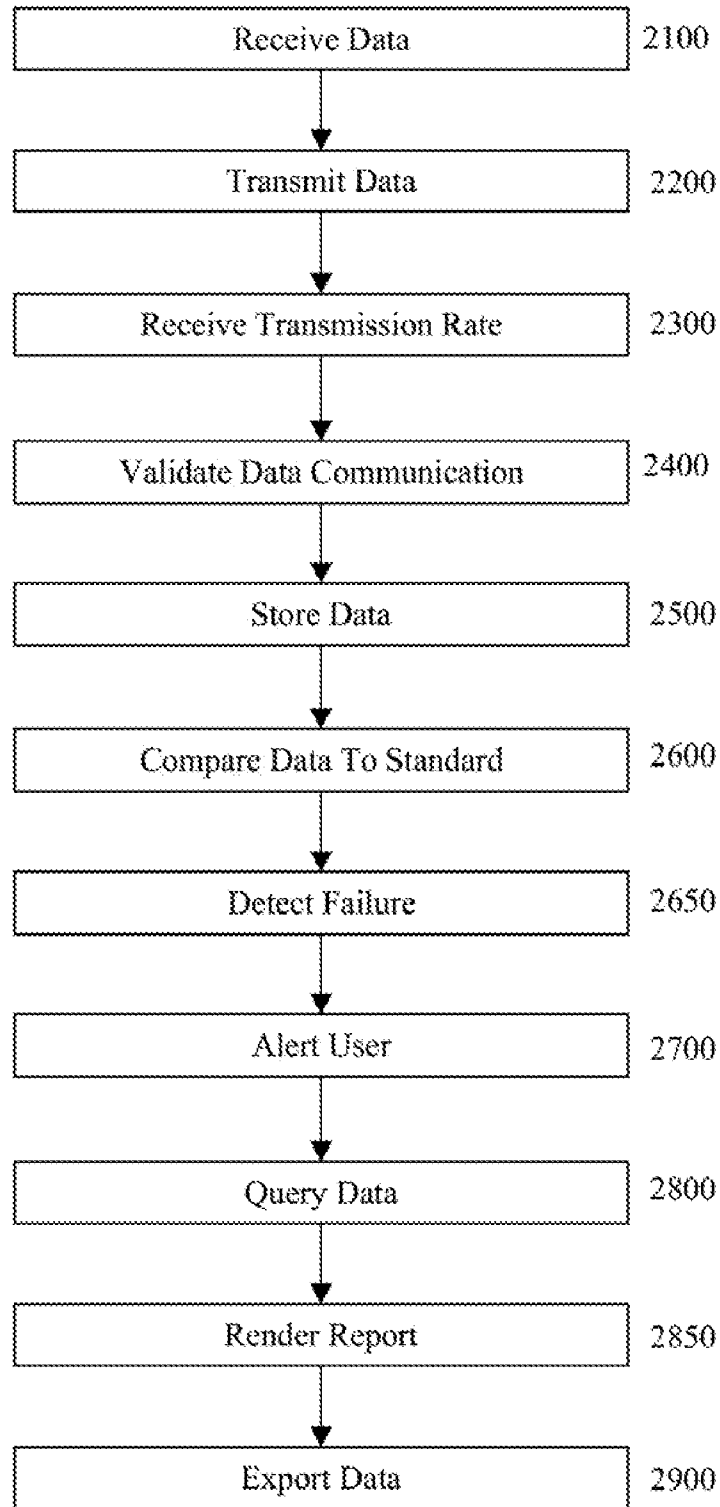 Receive Data 2100
Transmit Data 2200
Receive Transmission Rate 2300
Validate Data Communication 2400
Store Data 2500
Compare Data To Standard 2600
Detect Failure 2650
Alert User 2700
Query Data 2800
Render Report 2850
Export Data 2900